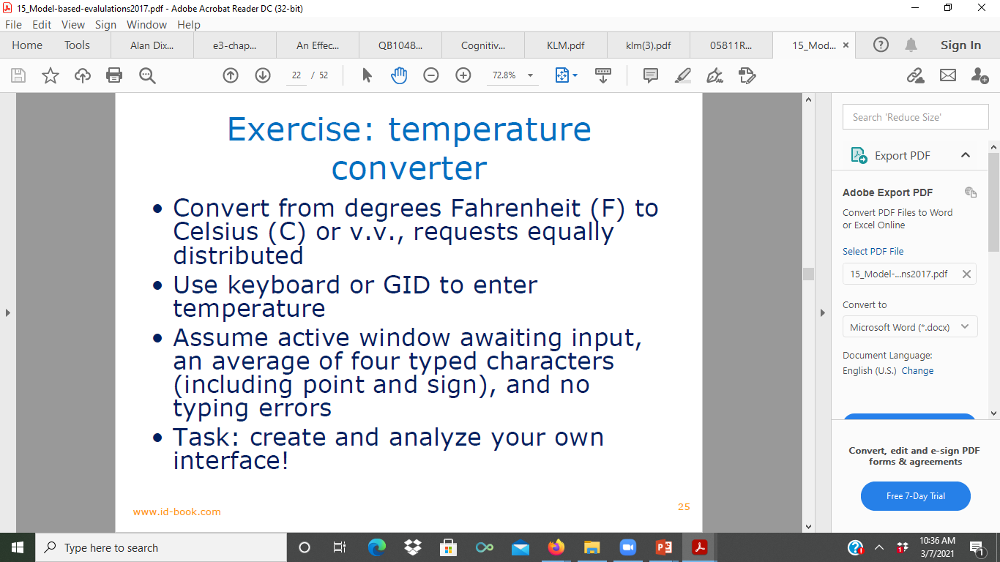 15_Model-based-evalulations2017.pdf - Adobe Acrobat Reader DC (32-bit)
File Edit View Sign Window Help
Home Tools Alan Dix... e3-chap... An Effec... QB1048... Cognitiv... KLM.pdf klm(3).pdf 05811R... 15_Mod... × Sign In
22 / 52 72.8%
Exercise: temperature
converter
• Convert from degrees Fahrenheit (F) to
Celsius (C) or v.v., requests equally
distributed
• Use keyboard or GID to enter
temperature
• Assume active window awaiting input,
an average of four typed characters
(including point and sign), and no
typing errors
• Task: create and analyze your own
interface!
www.id-book.com
25
Search 'Reduce Size'
Export PDF
Adobe Export PDF
Convert PDF Files to Word
or Excel Online
Select PDF File
15_Model-...ns2017.pdf
Convert to
Microsoft Word (*.docx)
Document Language:
English (U.S.) Change
Convert, edit and e-sign PDF
forms & agreements
Free 7-Day Trial
Type here to search
10:36 AM
3/7/2021
1